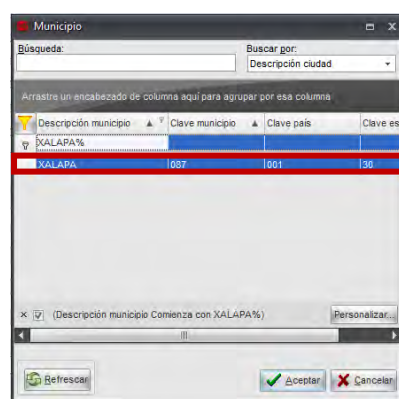 Municipio
Búsqueda: Buscar por:
Descripción ciudad
Arrastre un encabezado de columna aquí para agrupar por esa columna
Descripción municipio Clave municipio Clave país Clave es
XALAPA%
XALAPA 087 001 30
(Descripción municipio Comienza con XALAPA%) Personalizar...
Refrescar Aceptar Cancelar